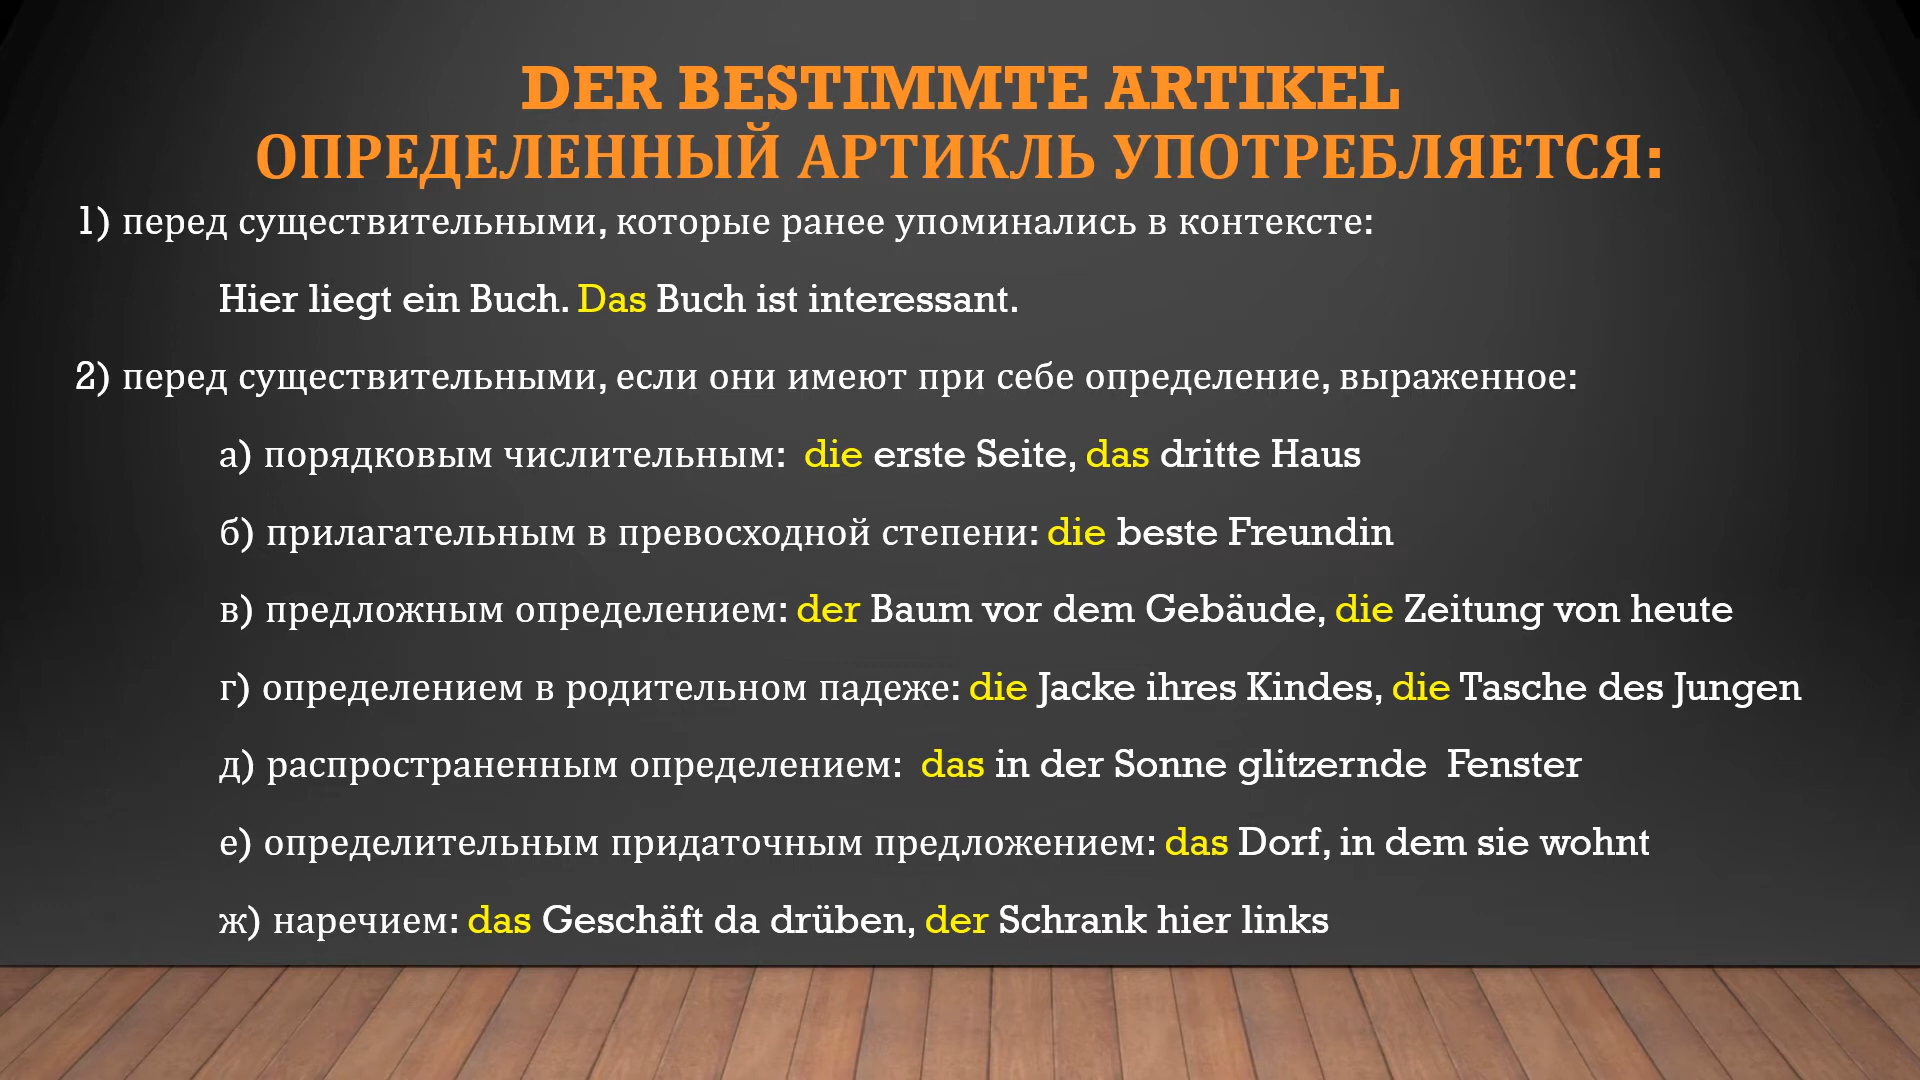 DER BESTIMMTE ARTIKEL
ОПРЕДЕЛЕННЫЙ АРТИКЛЬ УПОТРЕБЛЯЕТСЯ:
1) перед существительными, которые ранее упоминались в контексте:
Hier liegt ein Buch. Das Buch ist interessant.
2) перед существительными, если они имеют при себе определение, выраженное:
а) порядковым числительным: die erste Seite, das dritte Haus
б) прилагательным в превосходной степени: die beste Freundin
в) предложным определением: der Baum vor dem Gebäude, die Zeitung von heute
г) определением в родительном падеже: die Jacke ihres Kindes, die Tasche des Jungen
д) распространенным определением: das in der Sonne glitzernde Fenster
е) определительным придаточным предложением: das Dorf, in dem sie wohnt
ж) наречием: das Geschäft da drüben, der Schrank hier links